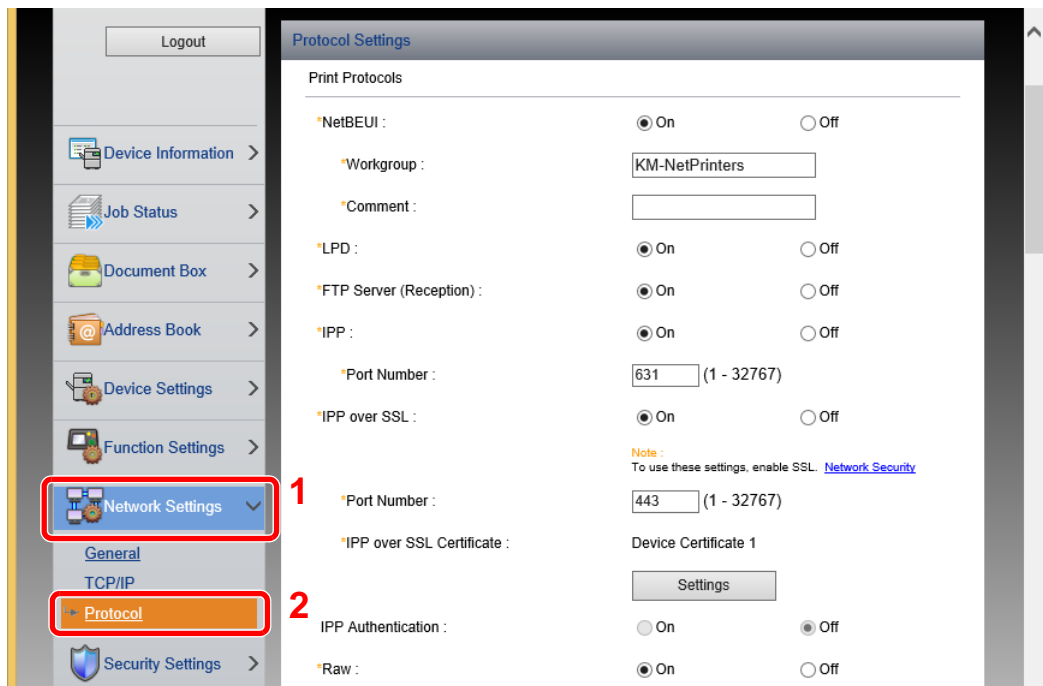 Logout
Device Information
Job Status
Document Box
Address Book
Device Settings
Function Settings
Network Settings
1
General
TCP/IP
Protocol
2
Security Settings
Protocol Settings
Print Protocols
*NetBEUI : On Off
*Workgroup : KM-NetPrinters
*Comment :
*LPD : On Off
*FTP Server (Reception) : On Off
*IPP : On Off
*Port Number : 631 (1 - 32767)
*IPP over SSL : On Off
Note :
To use these settings, enable SSL. Network Security
*Port Number : 443 (1 - 32767)
*IPP over SSL Certificate : Device Certificate 1
Settings
IPP Authentication : On Off
*Raw : On Off